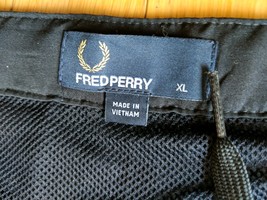 FRED PERRY
XL
MADE IN
VIETNAM